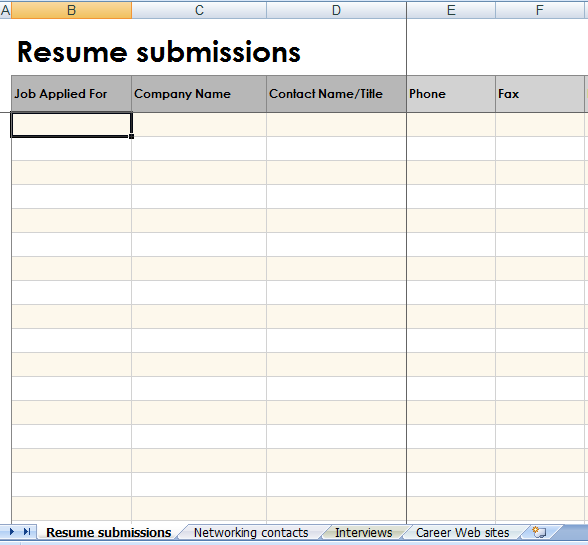 A B C D E F
Resume submissions
Job Applied For Company Name Contact Name/Title Phone Fax
Resume submissions Networking contacts Interviews Career Web sites